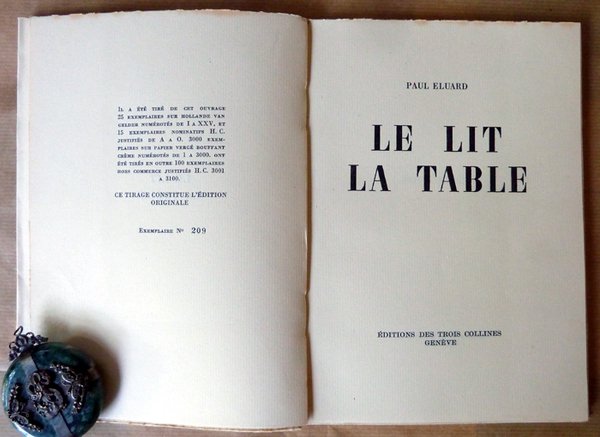 Il a été tiré de cet ouvrage
25 exemplaires sur Hollande van
Gelder numérotés de I a XXV, et
15 exemplaires nominatifs H. C.
justifiés de A a O. 3000 exem-
plaires sur papier vergé bouffant
crème numérotés de 1 a 3000. Ont
été tirés en outre 100 exemplaires
hors commerce justifiés H. C. 3001
a 3100.
CE TIRAGE CONSTITUE L'ÉDITION
ORIGINALE
Exemplaire No 209
PAUL ELUARD
LE LIT
LA TABLE
ÉDITIONS DES TROIS COLLINES
GENÈVE